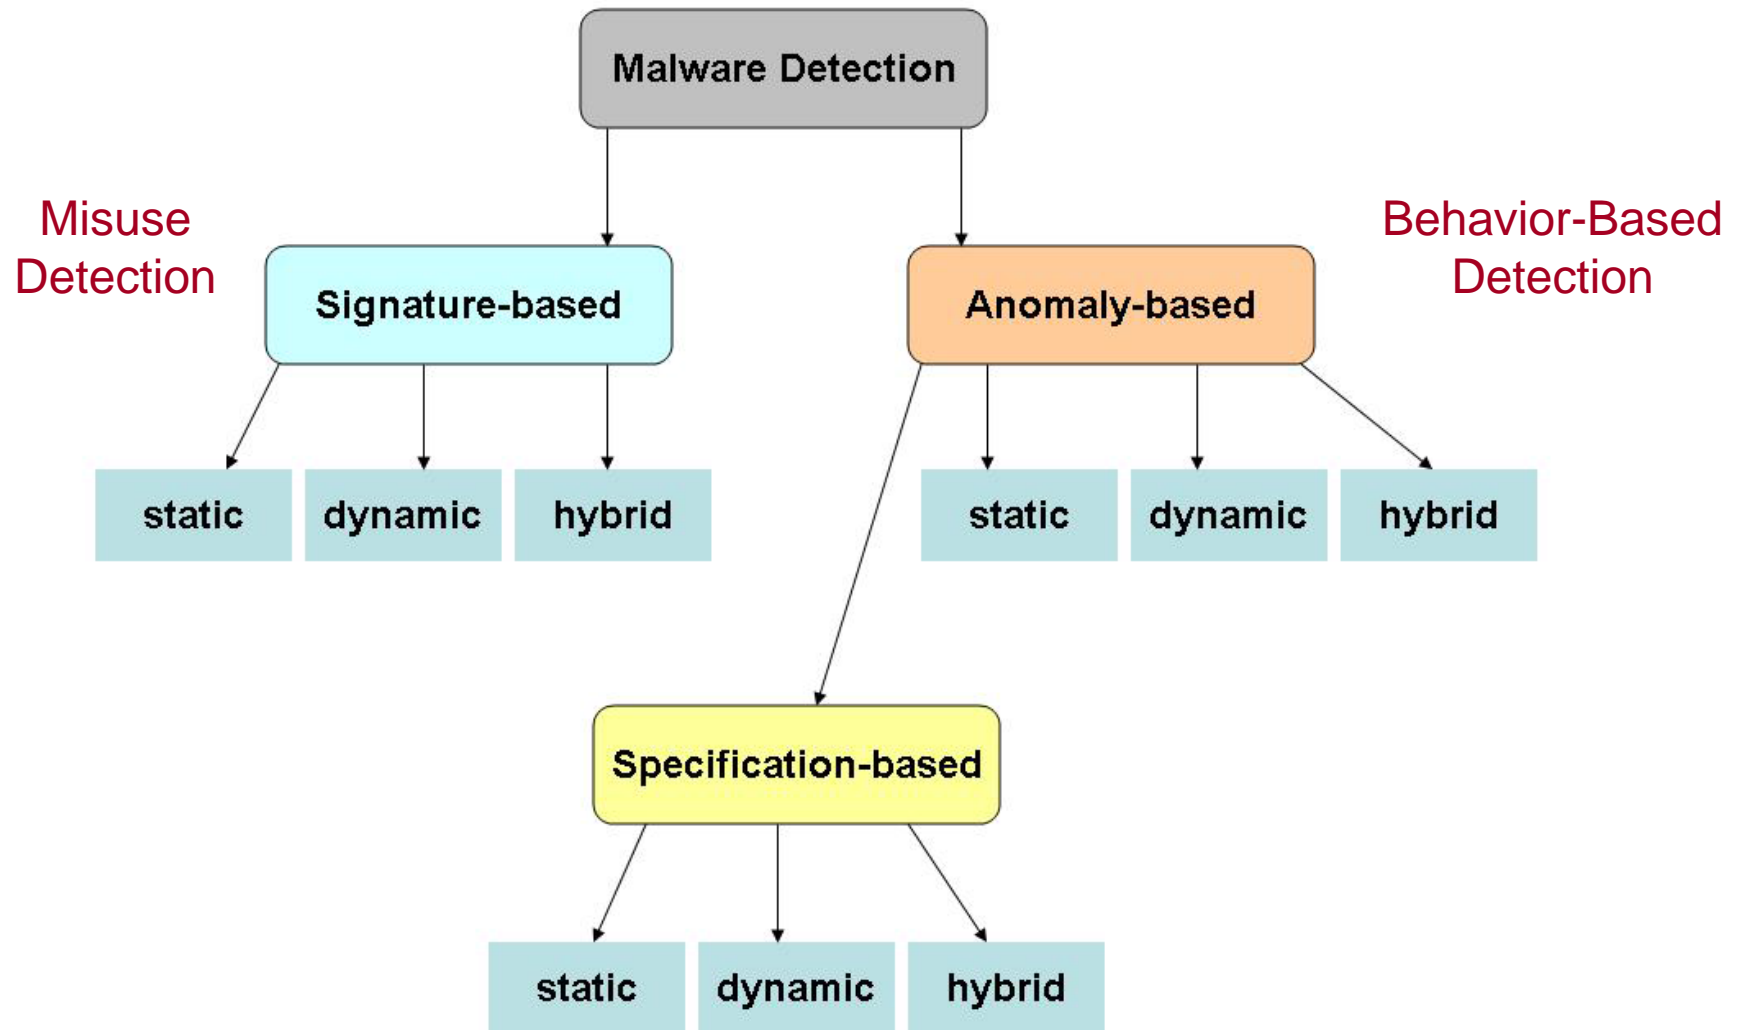 Malware Detection
Misuse
Detection
Behavior-Based
Detection
Signature-based
Anomaly-based
static
dynamic
hybrid
static
dynamic
hybrid
Specification-based
static
dynamic
hybrid